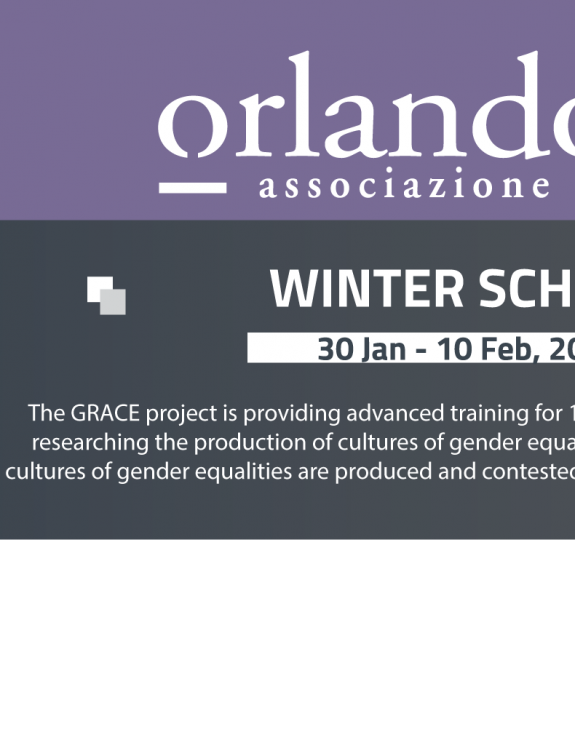 orlando
associazione
WINTER SCH
30 Jan - 10 Feb, 20
The GRACE project is providing advanced training for 1
researching the production of cultures of gender equa
cultures of gender equalities are produced and contested